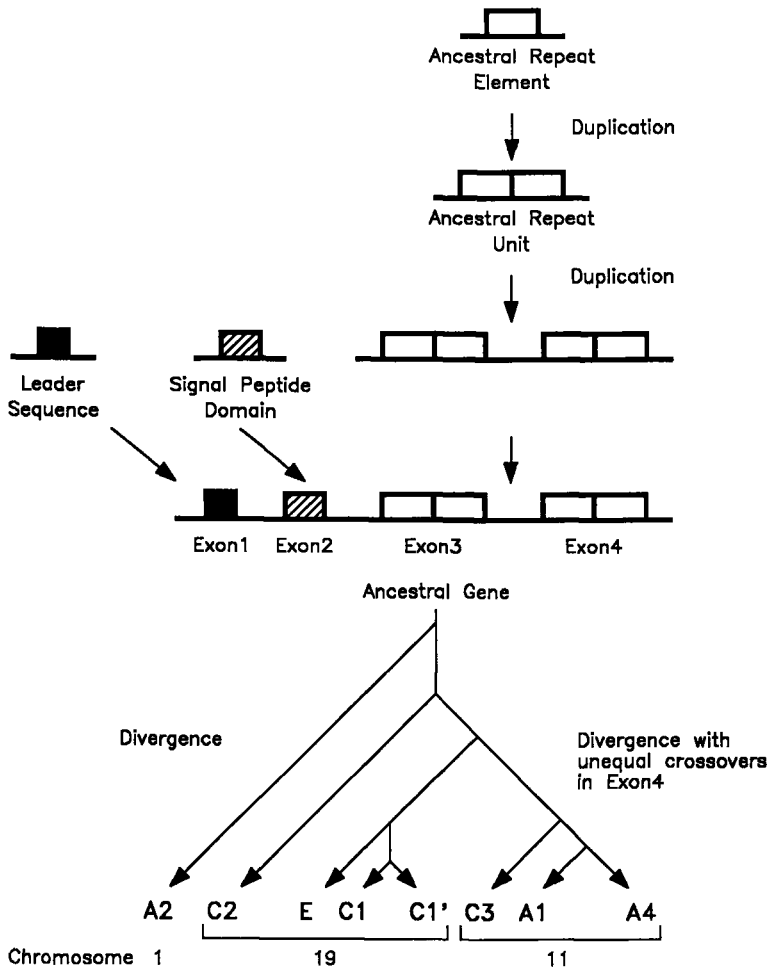 Ancestral Repeat
Element
Duplication
Ancestral Repeat
Unit
Duplication
Leader
Sequence
Signal Peptide
Domain
Exon1 Exon2 Exon3 Exon4
Ancestral Gene
Divergence
Divergence with
unequal crossovers
in Exon4
A2 C2 E C1 C1' C3 A1 A4
Chromosome 1 19 11